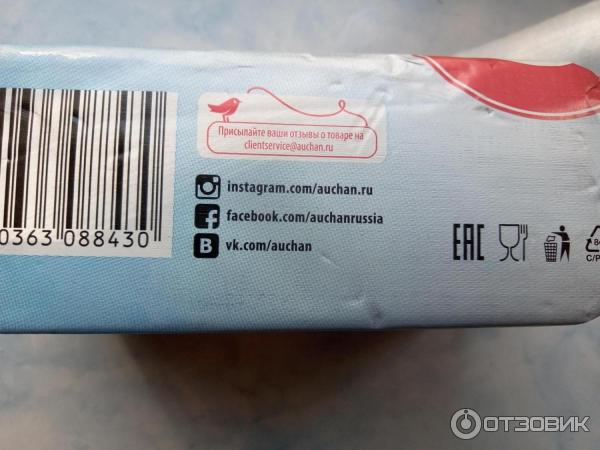 Присылайте ваши отзывы о товаре на
clientservice@auchan.ru
instagram.com/auchan.ru
facebook.com/auchanrussia
vk.com/auchan
0363 088430
EAC
84
C/P
ОТЗОВИК